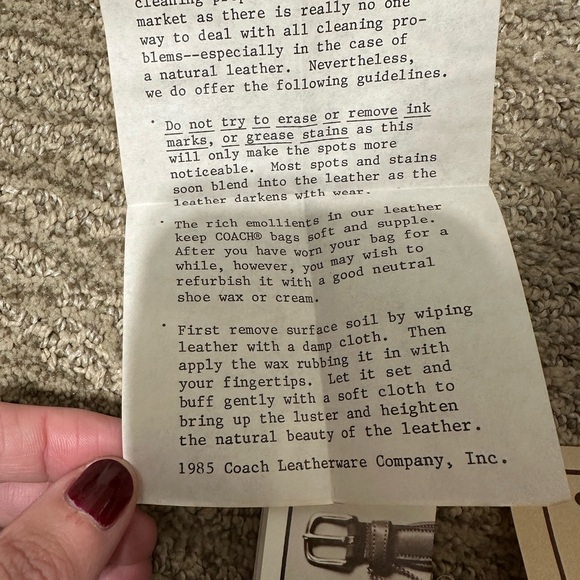 cleaning
market as there is really no one
way to deal with all cleaning pro-
blems--especially in the case of
a natural leather. Nevertheless,
we do offer the following guidelines.
· Do not try to erase or remove ink
marks, or grease stains as this
will only make the spots more
noticeable. Most spots and stains
soon blend into the leather as the
leather darkens with wear.
· The rich emollients in our leather
keep COACH® bags soft and supple.
After you have worn your bag for a
while, however, you may wish to
refurbish it with a good neutral
shoe wax or cream.
· First remove surface soil by wiping
leather with a damp cloth. Then
apply the wax rubbing it in with
your fingertips. Let it set and
buff gently with a soft cloth to
bring up the luster and heighten
the natural beauty of the leather.
1985 Coach Leatherware Company, Inc.